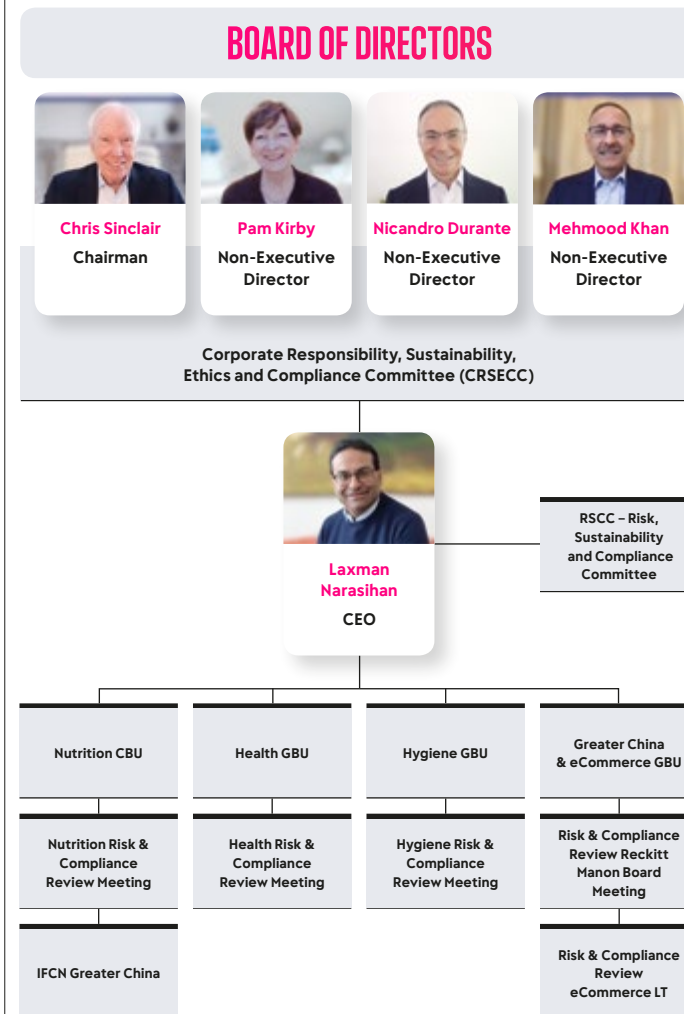 BOARD OF DIRECTORS
Chris Sinclair
Chairman
Pam Kirby
Non-Executive
Director
Nicandro Durante
Non-Executive
Director
Mehmood Khan
Non-Executive
Director
Corporate Responsibility, Sustainability,
Ethics and Compliance Committee (CRSECC)
Laxman
Narasihan
CEO
RSCC – Risk,
Sustainability
and Compliance
Committee
Nutrition CBU
Health GBU
Hygiene GBU
Greater China
& eCommerce GBU
Nutrition Risk &
Compliance
Review Meeting
Health Risk &
Compliance
Review Meeting
Hygiene Risk &
Compliance
Review Meeting
Risk & Compliance
Review Reckitt
Manon Board
Meeting
IFCN Greater China
Risk & Compliance
Review
eCommerce LT